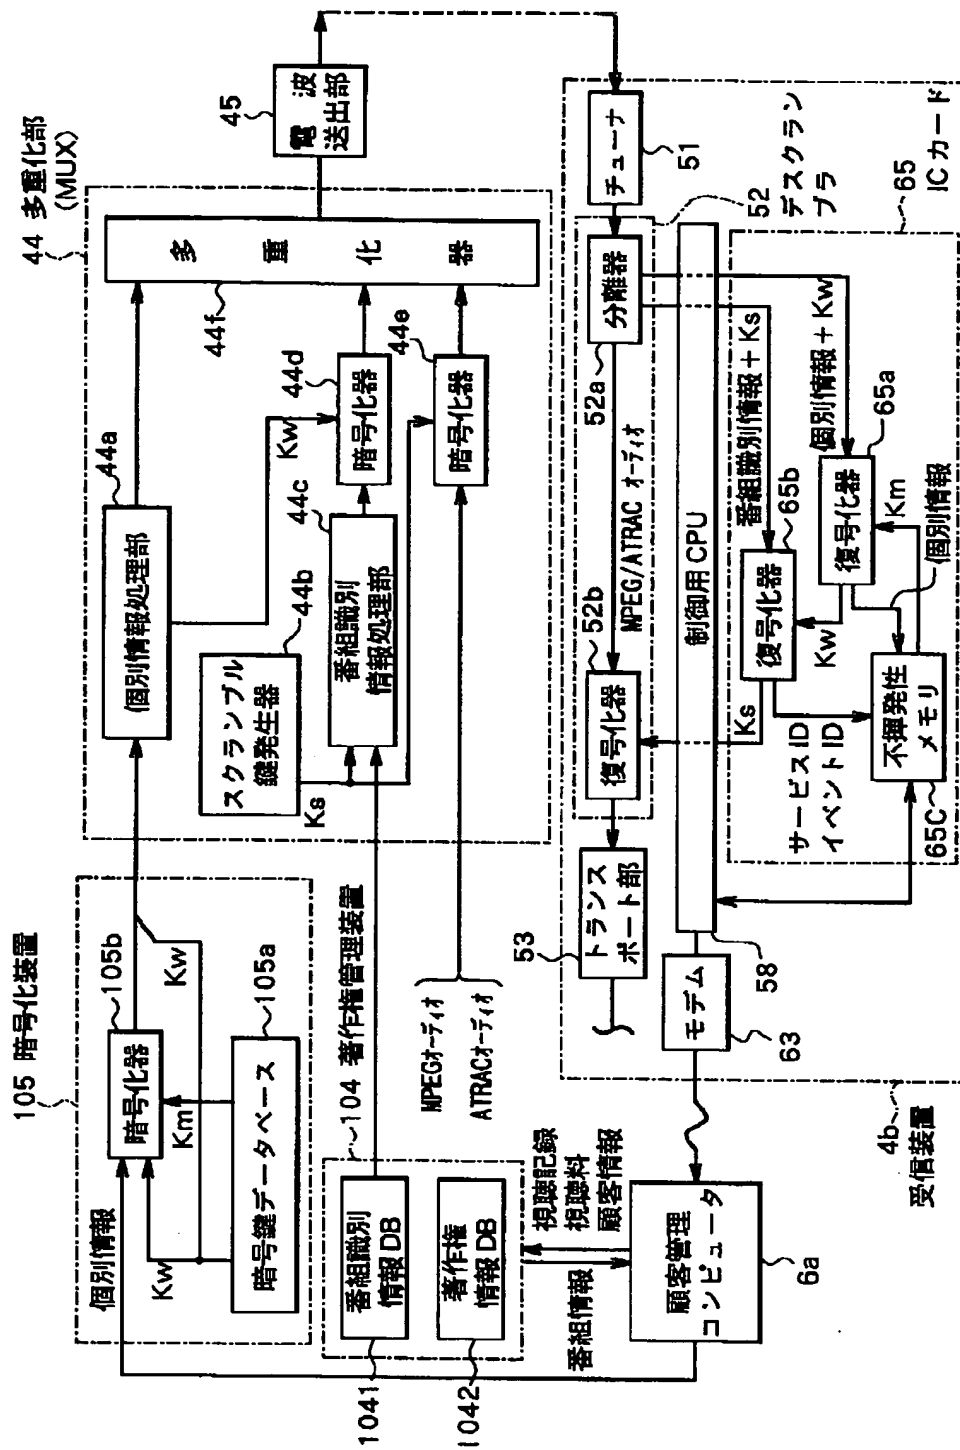 105 暗号化装置
個別情報
Kw
暗号化器
105b
Km
Kw
暗号鍵データベース
105a
104 著作権管理装置
1041
番組識別
情報DB
1042
著作権
情報DB
MPEGオーディオ
ATRACオーディオ
44 多重化部
(MUX)
個別情報処理部
44a
スクランブル
鍵発生器
44b
Ks
番組識別
情報処理部
44c
Kw
暗号化器
44d
暗号化器
44e
多重化器
44f
45
電波
送出部
番組情報
視聴記録
視聴料
顧客情報
顧客管理
コンピュータ
6a
チューナ
51
52
デスクラン
ブラ
分離器
52a
MPEG/ATRAC オーディオ
復号化器
52b
トランス
ポート部
53
制御用CPU
58
モデム
63
4b
受信装置
65
ICカード
番組識別情報+Ks
個別情報+Kw
復号化器
65a
復号化器
65b
Km
Kw
個別情報
Ks
サービスID
イベントID
不揮発性
メモリ
65C